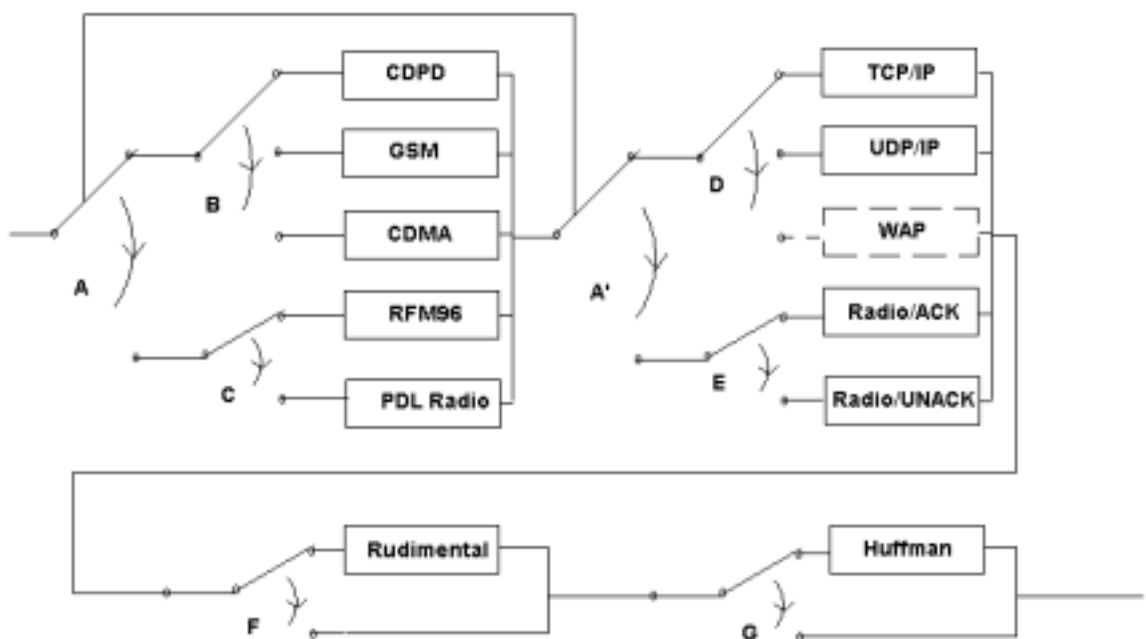 CDPD
GSM
CDMA
RFM96
PDL Radio
A
B
C
TCP/IP
UDP/IP
WAP
Radio/ACK
Radio/UNACK
A'
D
E
Rudimental
F
Huffman
G